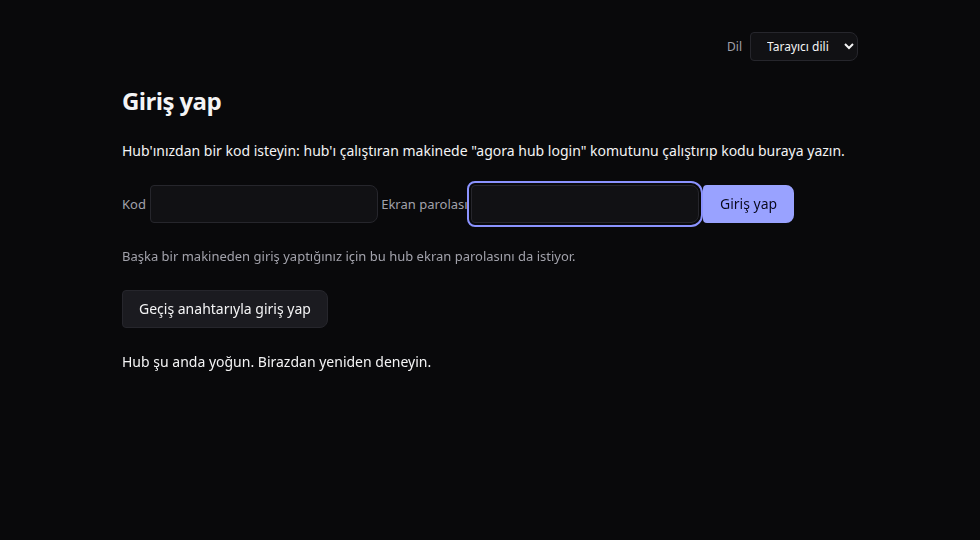 Dil Tarayıcı dili
Giriş yap
Hub'ınızdan bir kod isteyin: hub'ı çalıştıran makinede "agora hub login" komutunu çalıştırıp kodu buraya yazın.
Kod Ekran parolası Giriş yap
Başka bir makineden giriş yaptığınız için bu hub ekran parolasını da istiyor.
Geçiş anahtarıyla giriş yap
Hub şu anda yoğun. Birazdan yeniden deneyin.